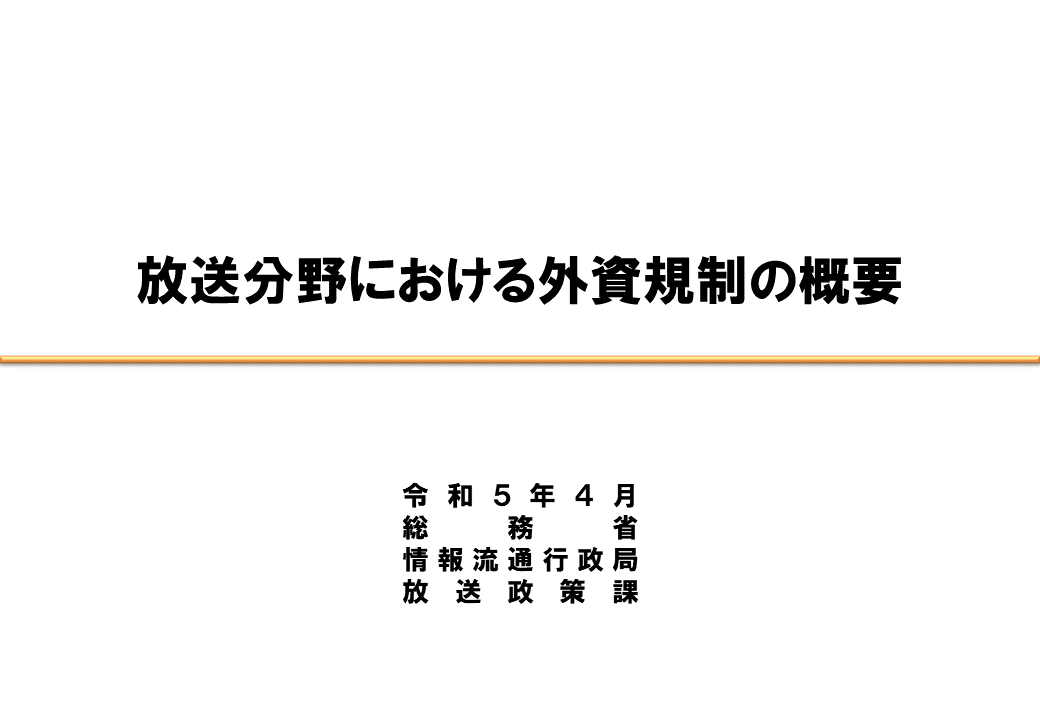 放送分野における外資規制の概要
令和５年４月
総務省
情報流通行政局
放送政策課